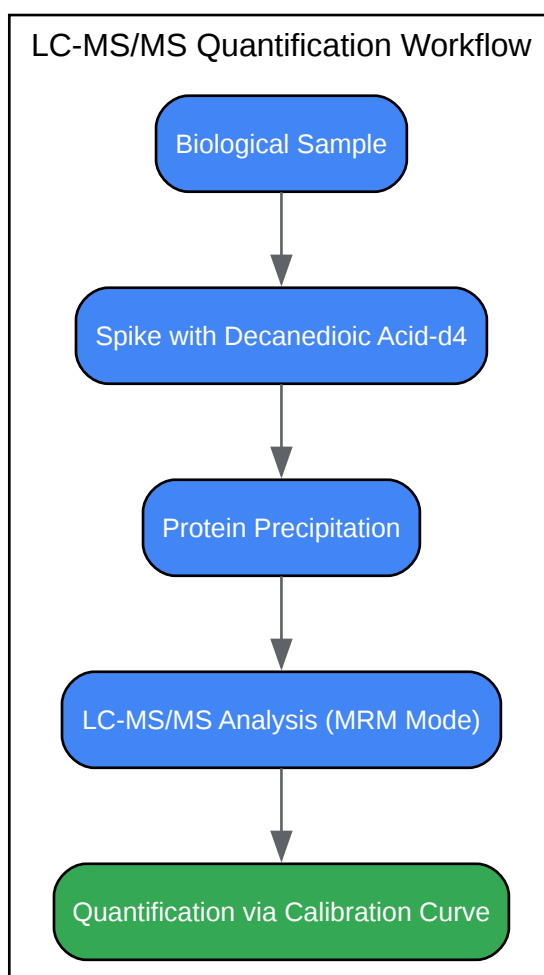 LC-MS/MS Quantification Workflow
Biological Sample
Spike with Decanedioic Acid-d4
Protein Precipitation
LC-MS/MS Analysis (MRM Mode)
Quantification via Calibration Curve